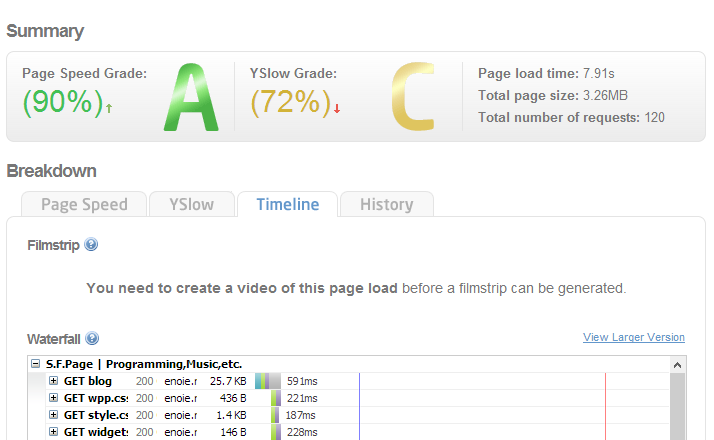 Summary
Page Speed Grade:
(90%)↑
A
YSlow Grade:
(72%)↓
C
Page load time: 7.91s
Total page size: 3.26MB
Total number of requests: 120
Breakdown
Page Speed
YSlow
Timeline
History
Filmstrip ?
You need to create a video of this page load before a filmstrip can be generated.
Waterfall ?
View Larger Version
S.F.Page | Programming,Music,etc.
GET blog 200 enoie.r 25.7 KB 591ms
GET wpp.css 200 enoie.r 436 B 221ms
GET style.cs 200 enoie.r 1.4 KB 187ms
GET widgets 200 enoie.r 146 B 228ms